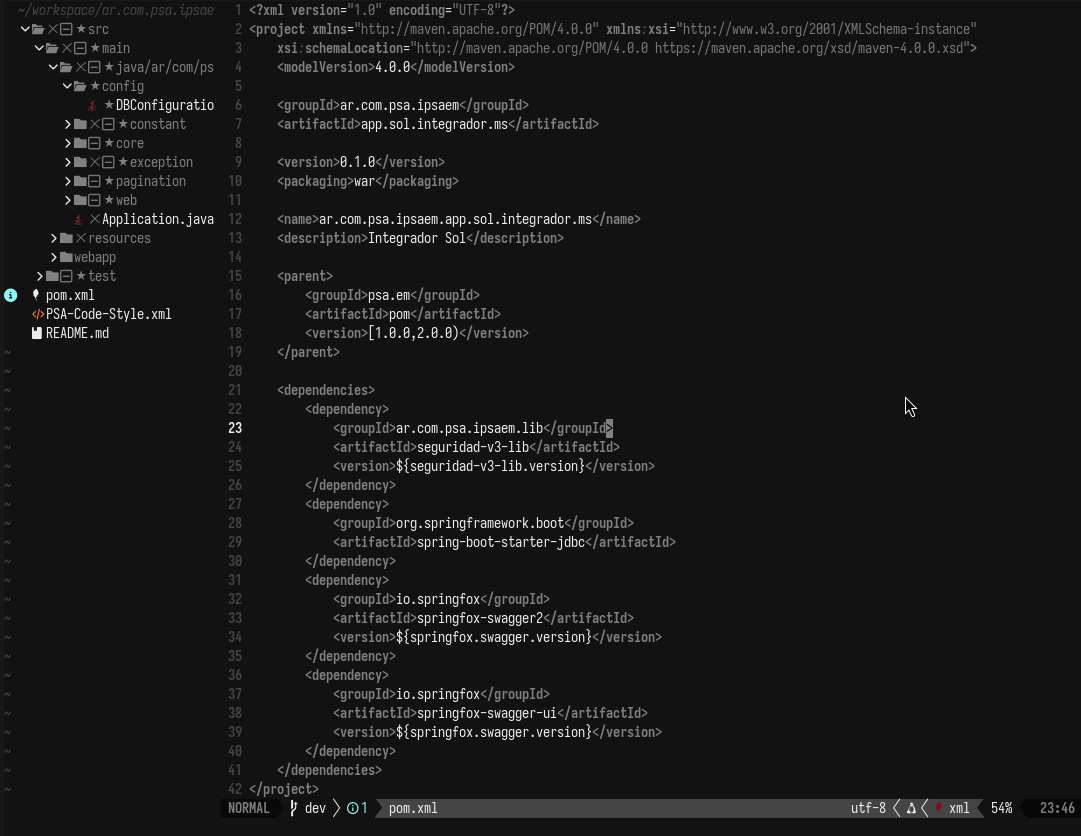 ~/workspace/ar.com.psa.ipsae
src
main
java/ar/com/ps
config
DBConfiguratio
constant
core
exception
pagination
web
Application.java
resources
webapp
test
pom.xml
PSA-Code-Style.xml
README.md
1 <?xml version="1.0" encoding="UTF-8"?>
2 <project xmlns="http://maven.apache.org/POM/4.0.0" xmlns:xsi="http://www.w3.org/2001/XMLSchema-instance"
3 xsi:schemaLocation="http://maven.apache.org/POM/4.0.0 https://maven.apache.org/xsd/maven-4.0.0.xsd">
4 <modelVersion>4.0.0</modelVersion>
5
6 <groupId>ar.com.psa.ipsaem</groupId>
7 <artifactId>app.sol.integrador.ms</artifactId>
8
9 <version>0.1.0</version>
10 <packaging>war</packaging>
11
12 <name>ar.com.psa.ipsaem.app.sol.integrador.ms</name>
13 <description>Integrador Sol</description>
14
15 <parent>
16 <groupId>psa.em</groupId>
17 <artifactId>pom</artifactId>
18 <version>[1.0.0,2.0.0)</version>
19 </parent>
20
21 <dependencies>
22 <dependency>
23 <groupId>ar.com.psa.ipsaem.lib</groupId>
24 <artifactId>seguridad-v3-lib</artifactId>
25 <version>${seguridad-v3-lib.version}</version>
26 </dependency>
27 <dependency>
28 <groupId>org.springframework.boot</groupId>
29 <artifactId>spring-boot-starter-jdbc</artifactId>
30 </dependency>
31 <dependency>
32 <groupId>io.springfox</groupId>
33 <artifactId>springfox-swagger2</artifactId>
34 <version>${springfox.swagger.version}</version>
35 </dependency>
36 <dependency>
37 <groupId>io.springfox</groupId>
38 <artifactId>springfox-swagger-ui</artifactId>
39 <version>${springfox.swagger.version}</version>
40 </dependency>
41 </dependencies>
42 </project>
NORMAL dev 1 pom.xml utf-8 xml 54% 23:46